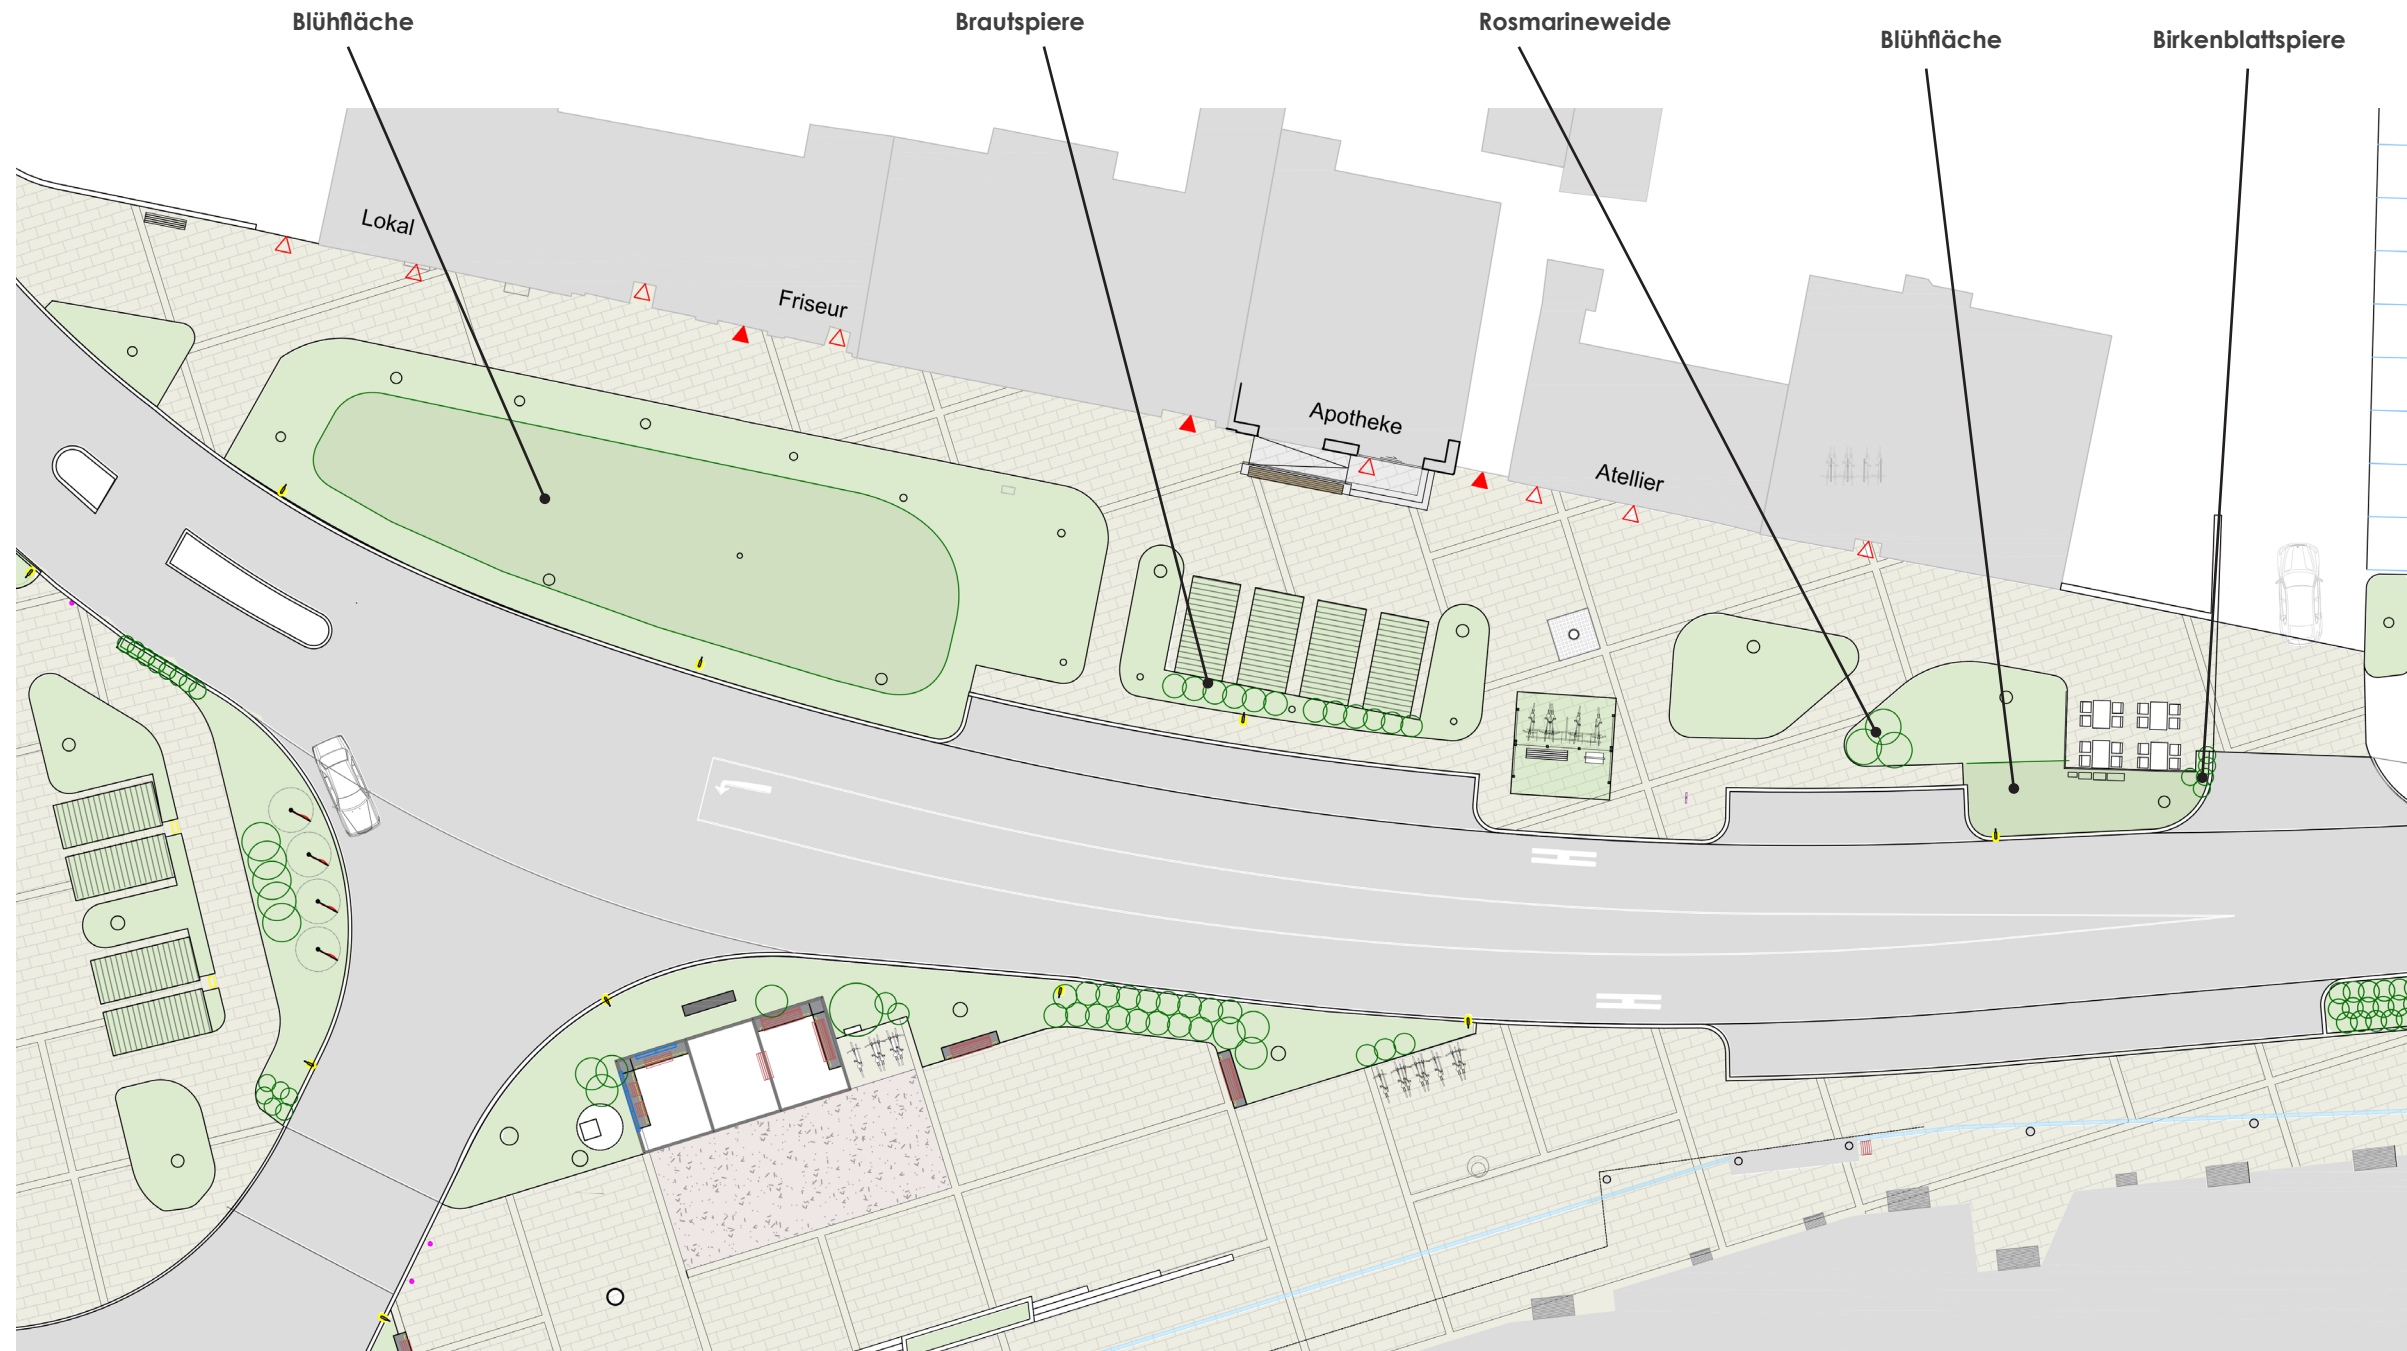 Blühfläche
Brautspiere
Rosmarineweide
Blühfläche
Birkenblattspiere
Lokal
Friseur
Apotheke
Atellier